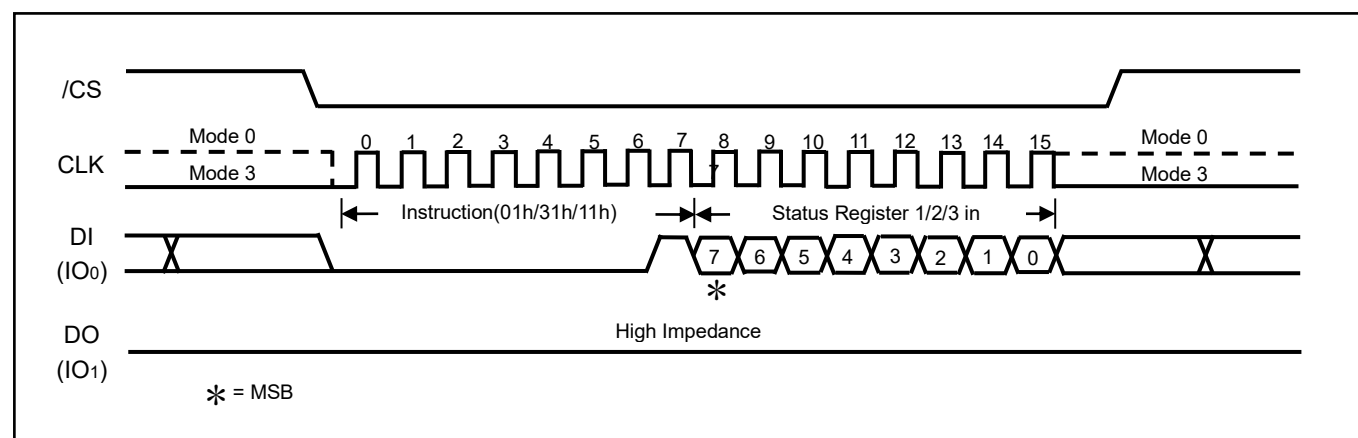 /CS
Mode 0 0 1 2 3 4 5 6 7 8 9 10 11 12 13 14 15 Mode 0
CLK 7
Mode 3 Mode 3
Instruction(01h/31h/11h) Status Register 1/2/3 in
DI
(IO0) 7 6 5 4 3 2 1 0
*
DO High Impedance
(IO1)
* = MSB